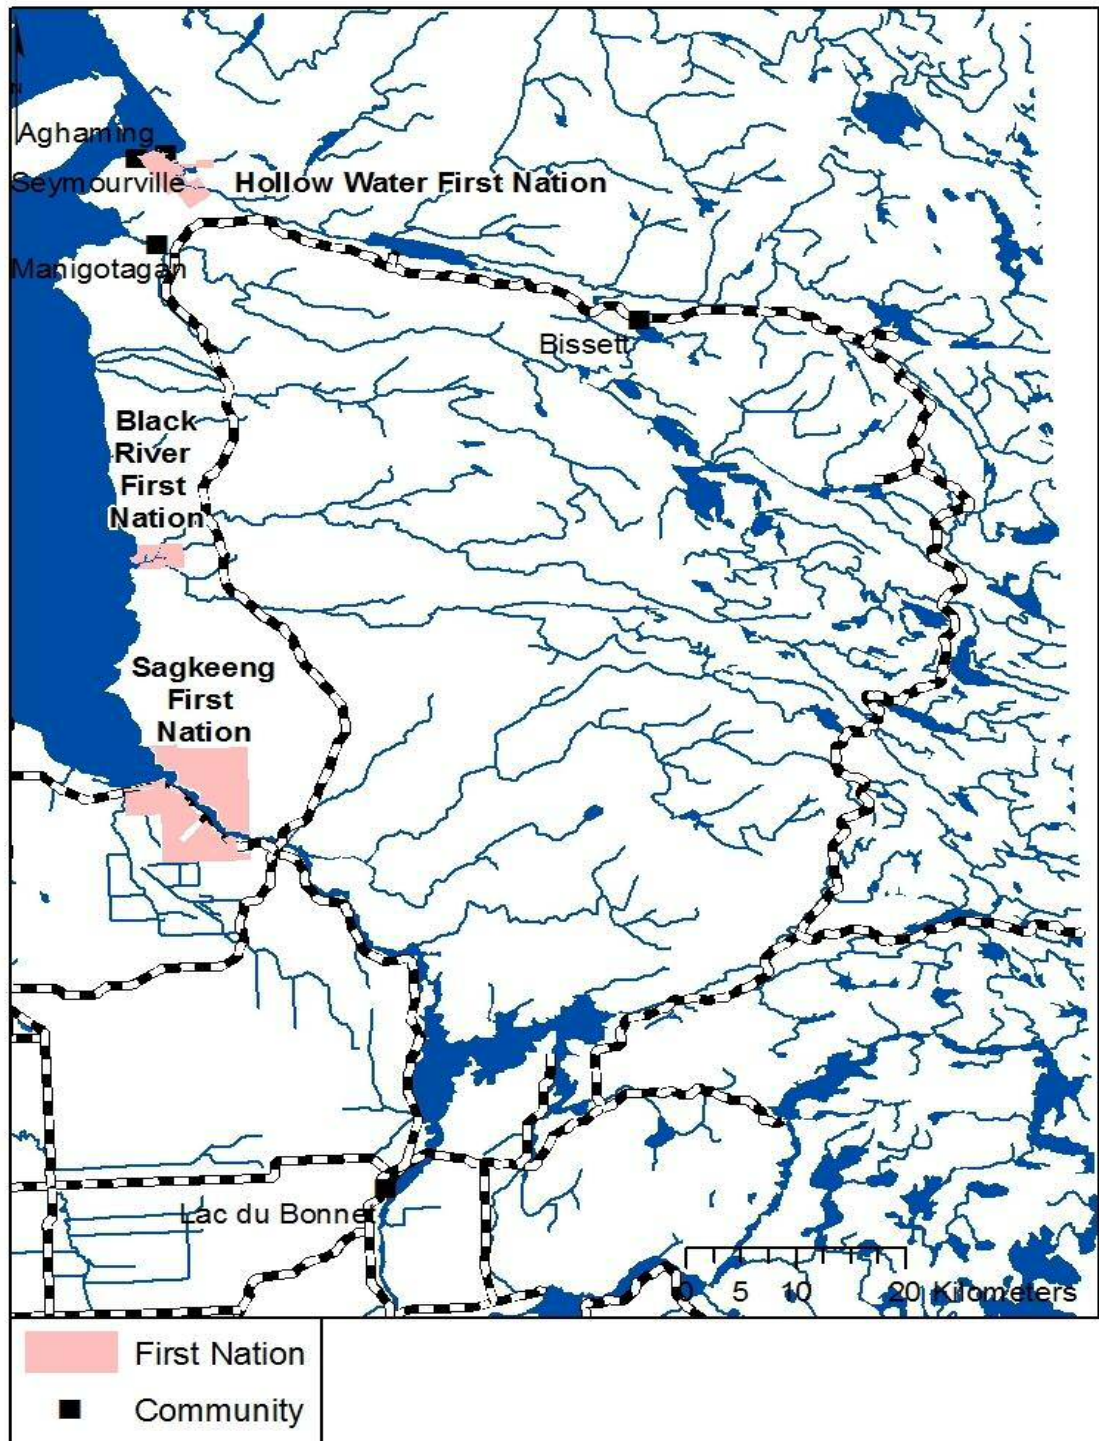 N
Aghaming
Seymourville
Hollow Water First Nation
Manigotagan
Bissett
Black
River
First
Nation
Sagkeeng
First
Nation
Lac du Bonnet
0 5 10 20 Kilometers
First Nation
Community